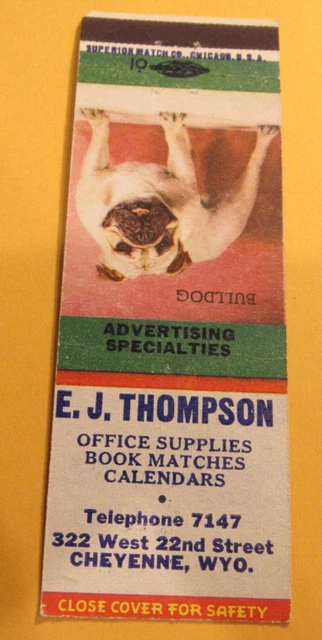 SUPERIOR MATCH CO., CHICAGO, U.S.A.
10
BULLDOG
ADVERTISING
SPECIALTIES
E. J. THOMPSON
OFFICE SUPPLIES
BOOK MATCHES
CALENDARS
•
Telephone 7147
322 West 22nd Street
CHEYENNE, WYO.
CLOSE COVER FOR SAFETY